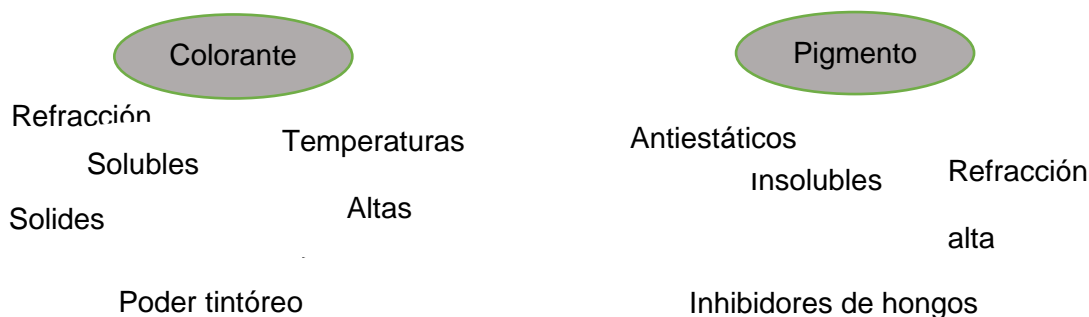 Colorante
Pigmento
Refracción
Temperaturas
Solubles
Altas
Solides
Poder tintóreo
Antiestáticos
Insolubles
Refracción
alta
Inhibidores de hongos